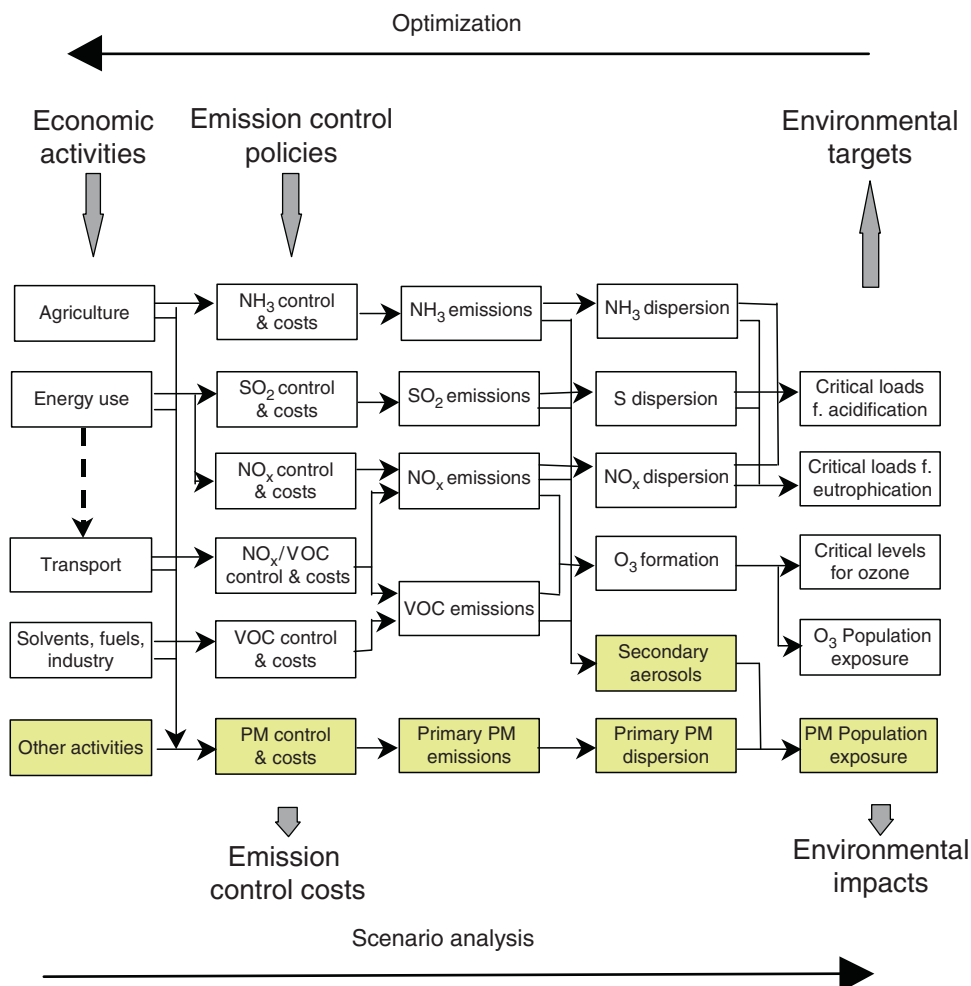 Optimization
Economic
activities
Emission control
policies
Environmental
targets
Agriculture
NH₃ control
& costs
NH₃ emissions
NH₃ dispersion
Energy use
SO₂ control
& costs
SO₂ emissions
S dispersion
Critical loads
f. acidification
NOₓ control
& costs
NOₓ emissions
NOₓ dispersion
Critical loads f.
eutrophication
Transport
NOₓ/VOC
control & costs
VOC emissions
O₃ formation
Critical levels
for ozone
Solvents, fuels,
industry
VOC control
& costs
Secondary
aerosols
O₃ Population
exposure
Other activities
PM control
& costs
Primary PM
emissions
Primary PM
dispersion
PM Population
exposure
Emission
control costs
Environmental
impacts
Scenario analysis